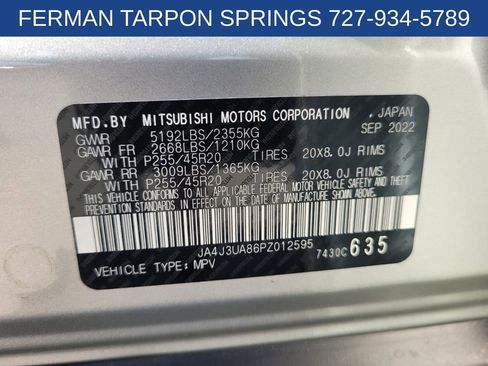 FERMAN TARPON SPRINGS 727-934-5789
MFD.BY MITSUBISHI MOTORS CORPORATION, JAPAN
GVWR 5192LBS/2355KG SEP 2022
GAWR FR 2668LBS/1210KG
WITH P255/45R20 TIRES 20X8.0J RIMS
GAWR RR 3009LBS/1365KG
WITH P255/45R20 TIRES 20X8.0J RIMS
THIS VEHICLE CONFORMS TO ALL APPLICABLE FEDERAL MOTOR VEHICLE SAFETY AND THEFT
PREVENTION STANDARDS IN EFFECT ON THE DATE OF MANUFACTURE SHOWN ABOVE.
JA4J3UA86PZ012595 7430C 635
VEHICLE TYPE: MPV